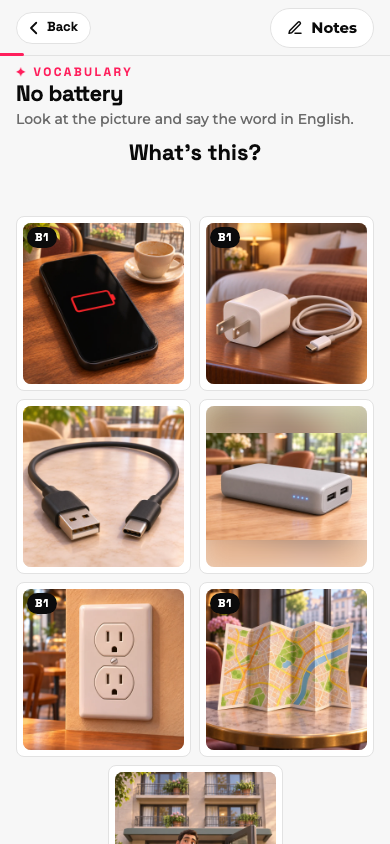 Back
Notes
✦ VOCABULARY
No battery
Look at the picture and say the word in English.
What's this?
B1
B1
B1
B1